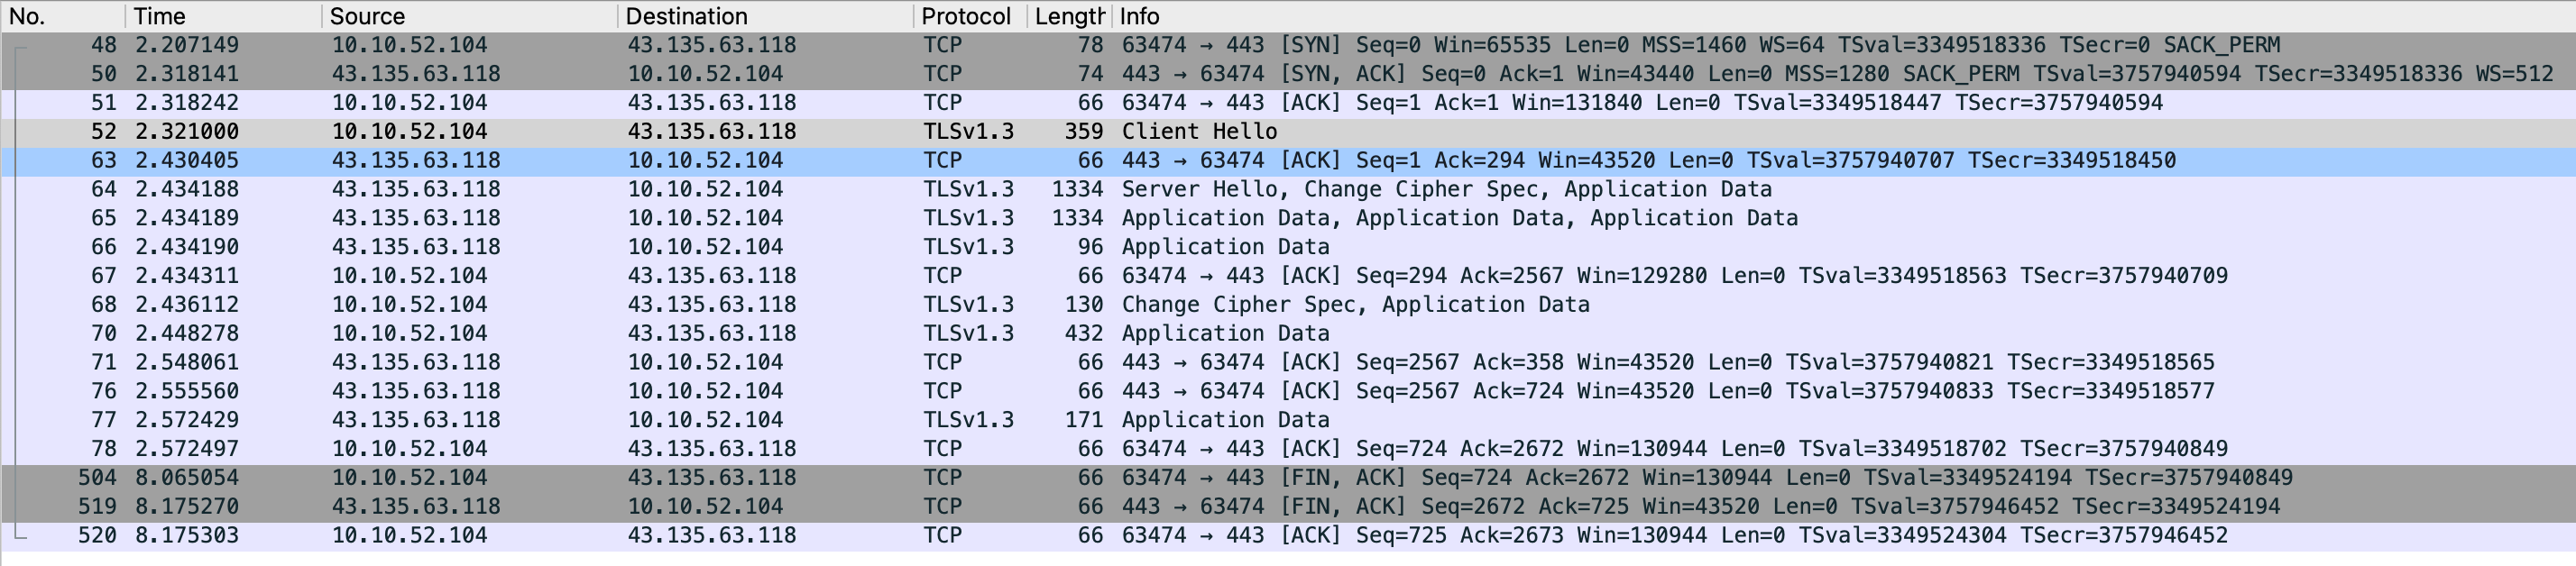 No. Time Source Destination Protocol Length Info
48 2.207149 10.10.52.104 43.135.63.118 TCP 78 63474 → 443 [SYN] Seq=0 Win=65535 Len=0 MSS=1460 WS=64 TSval=3349518336 TSecr=0 SACK_PERM
50 2.318141 43.135.63.118 10.10.52.104 TCP 74 443 → 63474 [SYN, ACK] Seq=0 Ack=1 Win=43440 Len=0 MSS=1280 SACK_PERM TSval=3757940594 TSecr=3349518336 WS=512
51 2.318242 10.10.52.104 43.135.63.118 TCP 66 63474 → 443 [ACK] Seq=1 Ack=1 Win=131840 Len=0 TSval=3349518447 TSecr=3757940594
52 2.321000 10.10.52.104 43.135.63.118 TLSv1.3 359 Client Hello
63 2.430405 43.135.63.118 10.10.52.104 TCP 66 443 → 63474 [ACK] Seq=1 Ack=294 Win=43520 Len=0 TSval=3757940707 TSecr=3349518450
64 2.434188 43.135.63.118 10.10.52.104 TLSv1.3 1334 Server Hello, Change Cipher Spec, Application Data
65 2.434189 43.135.63.118 10.10.52.104 TLSv1.3 1334 Application Data, Application Data, Application Data
66 2.434190 43.135.63.118 10.10.52.104 TLSv1.3 96 Application Data
67 2.434311 10.10.52.104 43.135.63.118 TCP 66 63474 → 443 [ACK] Seq=294 Ack=2567 Win=129280 Len=0 TSval=3349518563 TSecr=3757940709
68 2.436112 10.10.52.104 43.135.63.118 TLSv1.3 130 Change Cipher Spec, Application Data
70 2.448278 10.10.52.104 43.135.63.118 TLSv1.3 432 Application Data
71 2.548061 43.135.63.118 10.10.52.104 TCP 66 443 → 63474 [ACK] Seq=2567 Ack=358 Win=43520 Len=0 TSval=3757940821 TSecr=3349518565
76 2.555560 43.135.63.118 10.10.52.104 TCP 66 443 → 63474 [ACK] Seq=2567 Ack=724 Win=43520 Len=0 TSval=3757940833 TSecr=3349518577
77 2.572429 43.135.63.118 10.10.52.104 TLSv1.3 171 Application Data
78 2.572497 10.10.52.104 43.135.63.118 TCP 66 63474 → 443 [ACK] Seq=724 Ack=2672 Win=130944 Len=0 TSval=3349518702 TSecr=3757940849
504 8.065054 10.10.52.104 43.135.63.118 TCP 66 63474 → 443 [FIN, ACK] Seq=724 Ack=2672 Win=130944 Len=0 TSval=3349524194 TSecr=3757940849
519 8.175270 43.135.63.118 10.10.52.104 TCP 66 443 → 63474 [FIN, ACK] Seq=2672 Ack=725 Win=43520 Len=0 TSval=3757946452 TSecr=3349524194
520 8.175303 10.10.52.104 43.135.63.118 TCP 66 63474 → 443 [ACK] Seq=725 Ack=2673 Win=130944 Len=0 TSval=3349524304 TSecr=3757946452